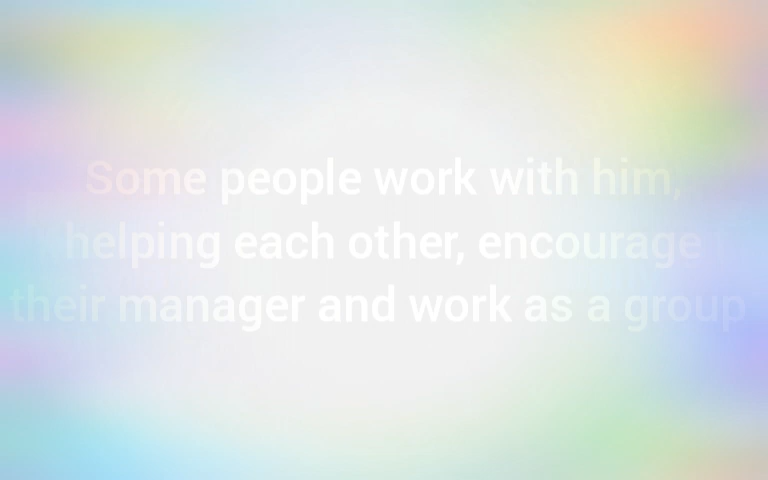 Some people work with him,
helping each other, encourage
their manager and work as a group